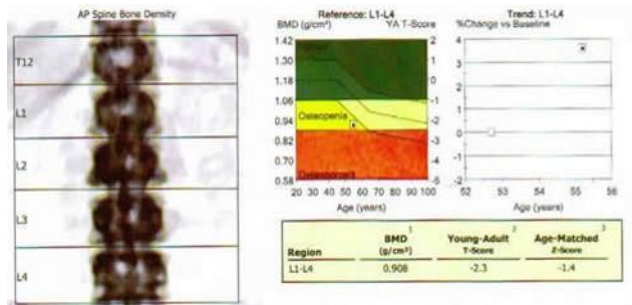 AP Spine Bone Density
T12
L1
L2
L3
L4
Reference: L1-L4
BMD (g/cm²) YA T-Score
1.42 2
1.30 1
1.18 0
1.06 -1
0.94 -2
0.82 -3
0.70 -4
0.58 -5
Osteopenia
20 30 40 50 60 70 80 90 100
Age (years)
Trend: L1-L4
%Change vs Baseline
4
3
2
1
0
-1
-2
52 53 54 55 56
Age (years)
1 2 3
BMD Young-Adult Age-Matched
Region (g/cm²) T-Score Z-Score
L1-L4 0.908 -2.3 -1.4